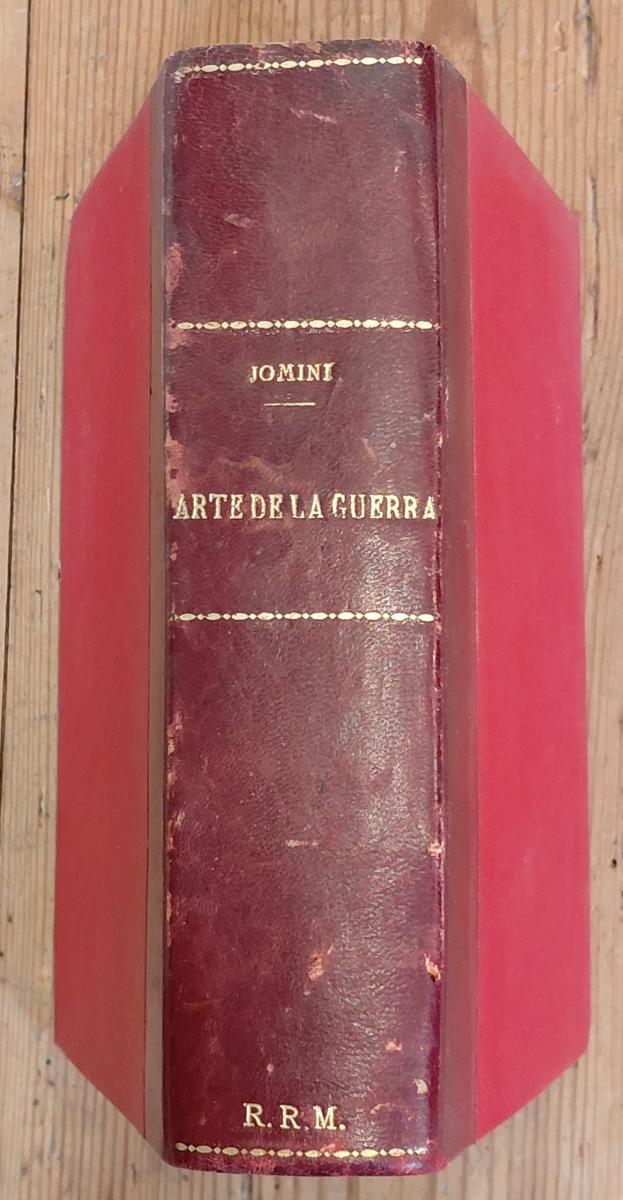 JOMINI
ARTE DE LA GUERRA
R. R. M.